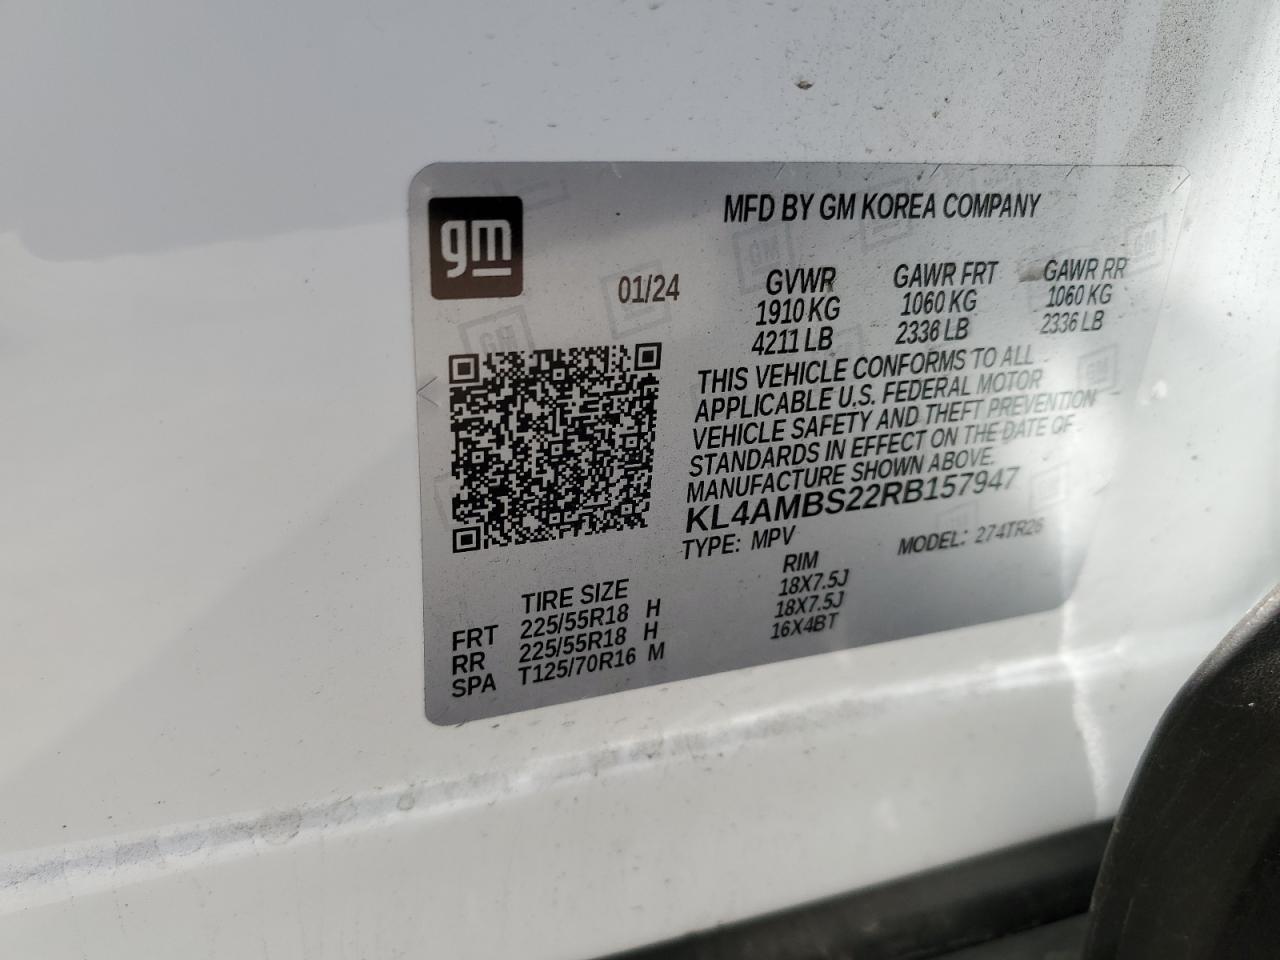 gm
MFD BY GM KOREA COMPANY
01/24
GVWR GAWR FRT GAWR RR
1910 KG 1060 KG 1060 KG
4211 LB 2336 LB 2336 LB
THIS VEHICLE CONFORMS TO ALL
APPLICABLE U.S. FEDERAL MOTOR
VEHICLE SAFETY AND THEFT PREVENTION
STANDARDS IN EFFECT ON THE DATE OF
MANUFACTURE SHOWN ABOVE.
KL4AMBS22RB157947
TYPE: MPV MODEL: 274TR26
TIRE SIZE RIM
FRT 225/55R18 H 18X7.5J
RR 225/55R18 H 18X7.5J
SPA T125/70R16 M 16X4BT